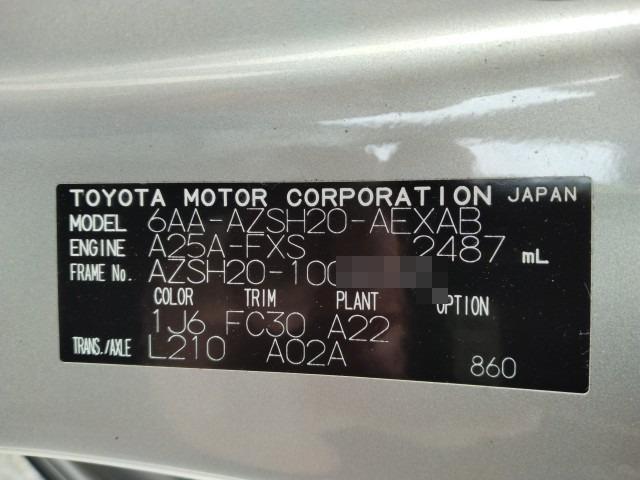 TOYOTA MOTOR CORPORATION JAPAN
MODEL 6AA-AZSH20-AEXAB
ENGINE A25A-FXS 2487 mL
FRAME No. AZSH20-100
COLOR TRIM PLANT OPTION
1J6 FC30 A22
TRANS./AXLE L210 A02A 860